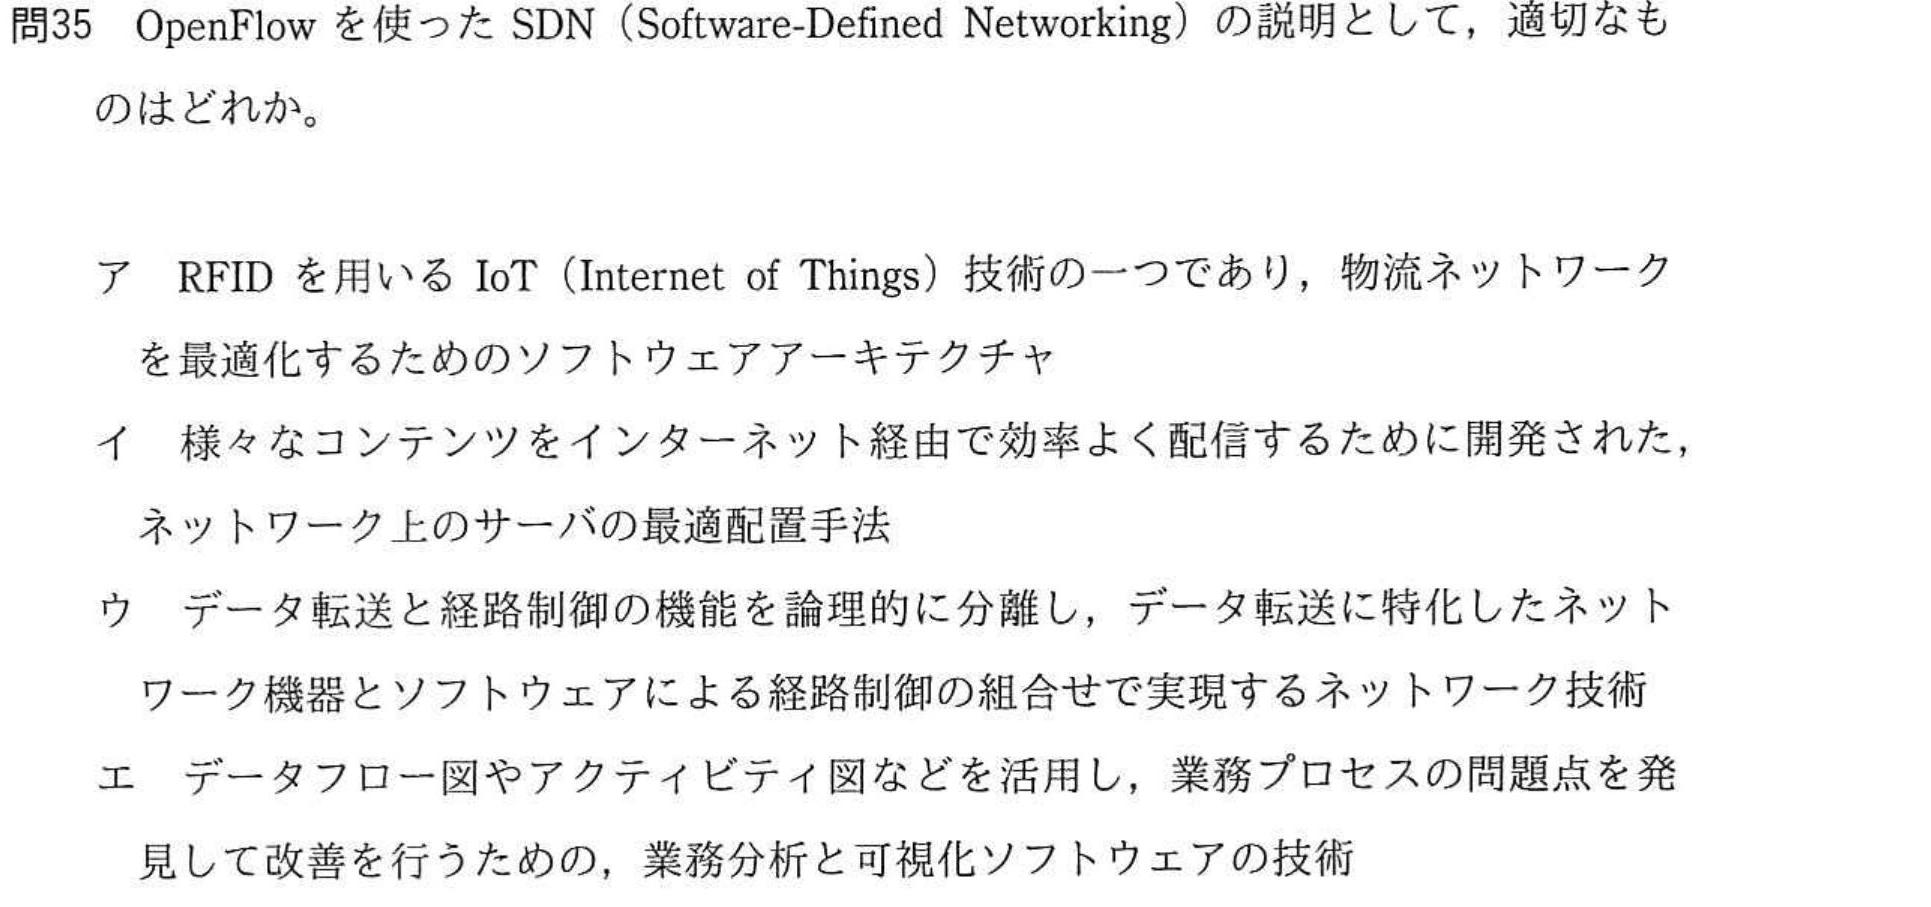 問35 OpenFlow を使った SDN（Software-Defined Networking）の説明として，適切なも
のはどれか。
ア RFID を用いる IoT（Internet of Things）技術の一つであり，物流ネットワーク
を最適化するためのソフトウェアアーキテクチャ
イ 様々なコンテンツをインターネット経由で効率よく配信するために開発された，
ネットワーク上のサーバの最適配置手法
ウ データ転送と経路制御の機能を論理的に分離し，データ転送に特化したネット
ワーク機器とソフトウェアによる経路制御の組合せで実現するネットワーク技術
エ データフロー図やアクティビティ図などを活用し，業務プロセスの問題点を発
見して改善を行うための，業務分析と可視化ソフトウェアの技術